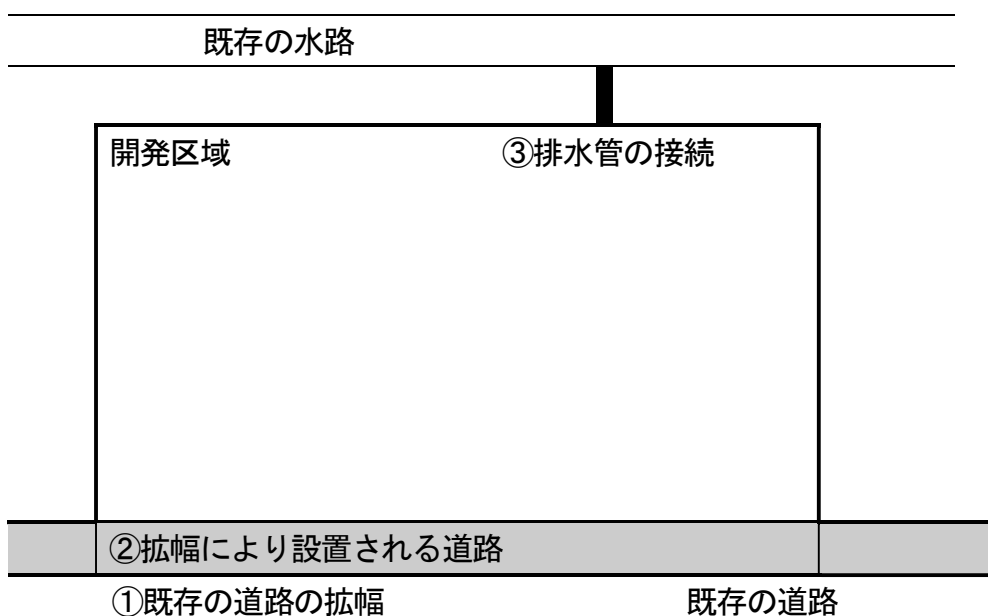 既存の水路
開発区域
③排水管の接続
②拡幅により設置される道路
①既存の道路の拡幅
既存の道路